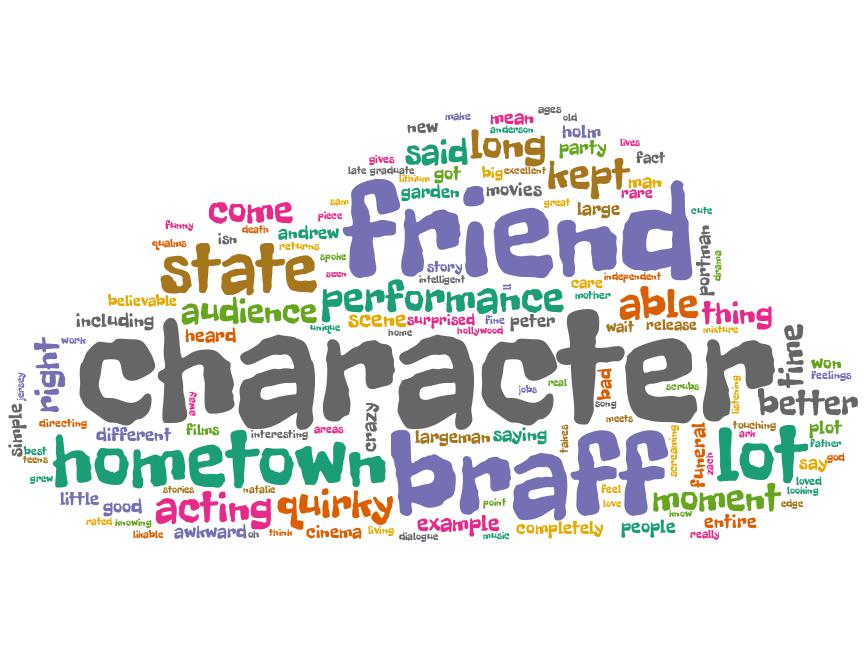 ages
old
make
mean
new
anderson
holm
lives
said
long
party
fact
gives
late graduate
lithium
got
big
excellent
kept
man
rare
garden
movies
friend
great
large
cute
sam
piece
come
funny
death
andrew
isn
qualms
returns
spoke
seen
state
story
intelligent
portman
drama
independent
care
mother
believable
audience
performance
ll
able
thing
including
unique
scene
surprised
fine
peter
wait
release
mixture
heard
home
hollywood
time
work
right
jersey
character
won
feelings
jobs
real
bad
scrubs
listening
away
simple
crazy
song
better
meets
directing
different
films
interesting
areas
largeman
saying
takes
screaming
funeral
zach
touching
ark
plot
father
best
teens
hometown
braff
lot
say
god
grew
stories
natalie
feel
love
loved
looking
little
good
acting
quirky
point
moment
edge
know
rated
knowing
likable
awkward
oh
think
cinema
living
dialogue
example
music
completely
people
really
entire